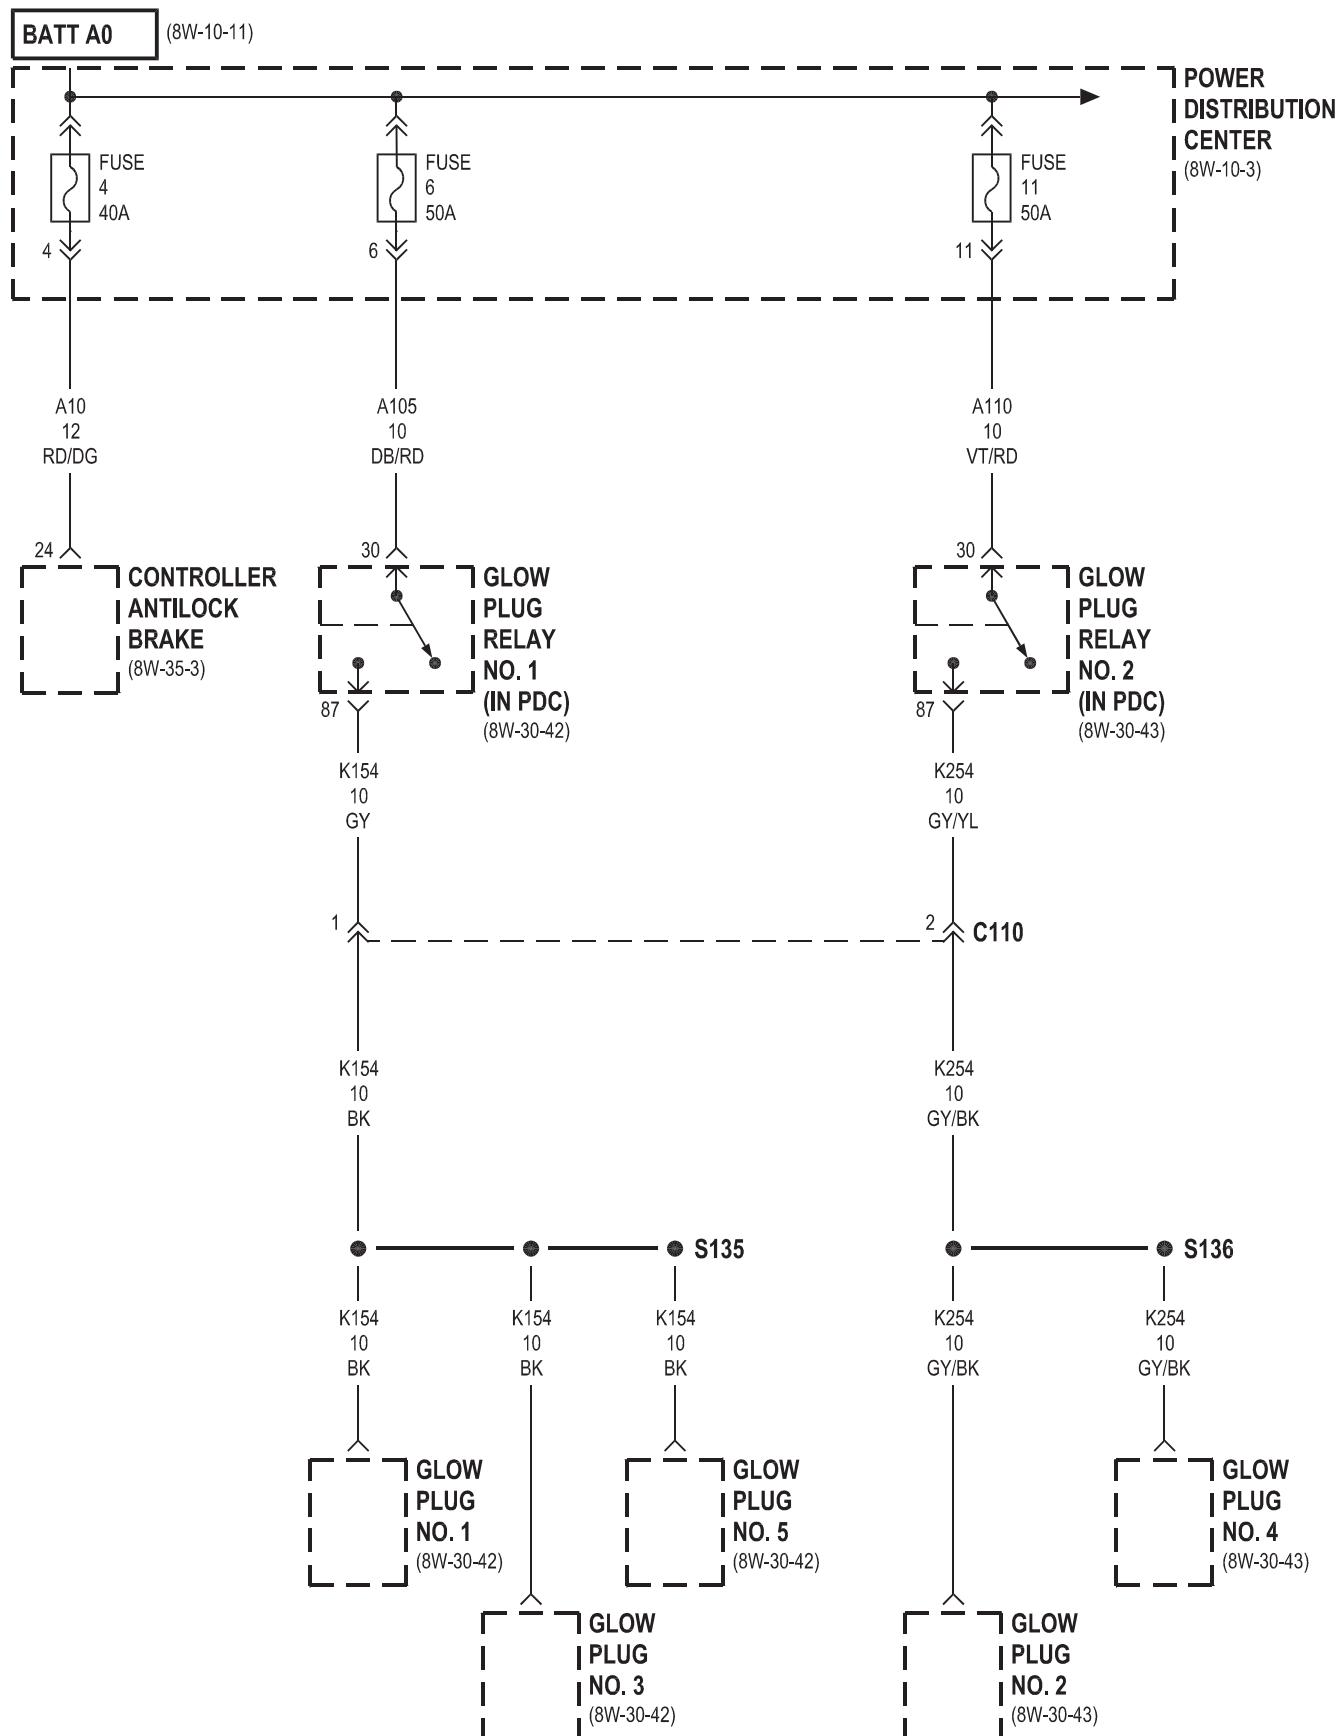 BATT A0 (8W-10-11)
POWER
DISTRIBUTION
CENTER
(8W-10-3)
FUSE
4
40A
4
FUSE
6
50A
6
FUSE
11
50A
11
A10
12
RD/DG
A105
10
DB/RD
A110
10
VT/RD
24
CONTROLLER
ANTILOCK
BRAKE
(8W-35-3)
30
GLOW
PLUG
RELAY
NO. 1
(IN PDC)
(8W-30-42)
87
30
GLOW
PLUG
RELAY
NO. 2
(IN PDC)
(8W-30-43)
87
K154
10
GY
K254
10
GY/YL
1
2
C110
K154
10
BK
K254
10
GY/BK
S135
S136
K154
10
BK
K154
10
BK
K154
10
BK
K254
10
GY/BK
K254
10
GY/BK
GLOW
PLUG
NO. 1
(8W-30-42)
GLOW
PLUG
NO. 5
(8W-30-42)
GLOW
PLUG
NO. 4
(8W-30-43)
GLOW
PLUG
NO. 3
(8W-30-42)
GLOW
PLUG
NO. 2
(8W-30-43)